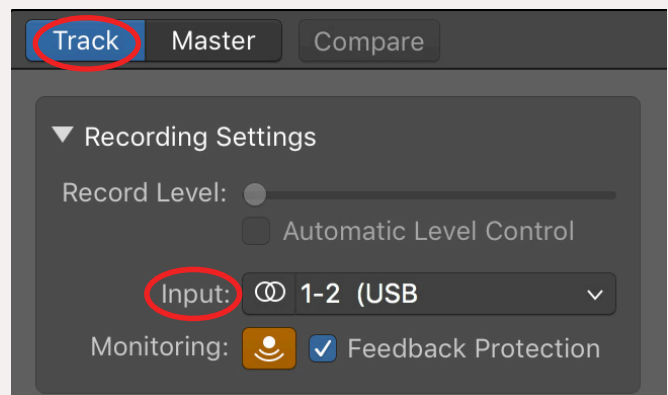 Track Master Compare
Recording Settings
Record Level:
Automatic Level Control
Input: 1-2 (USB
Monitoring: Feedback Protection